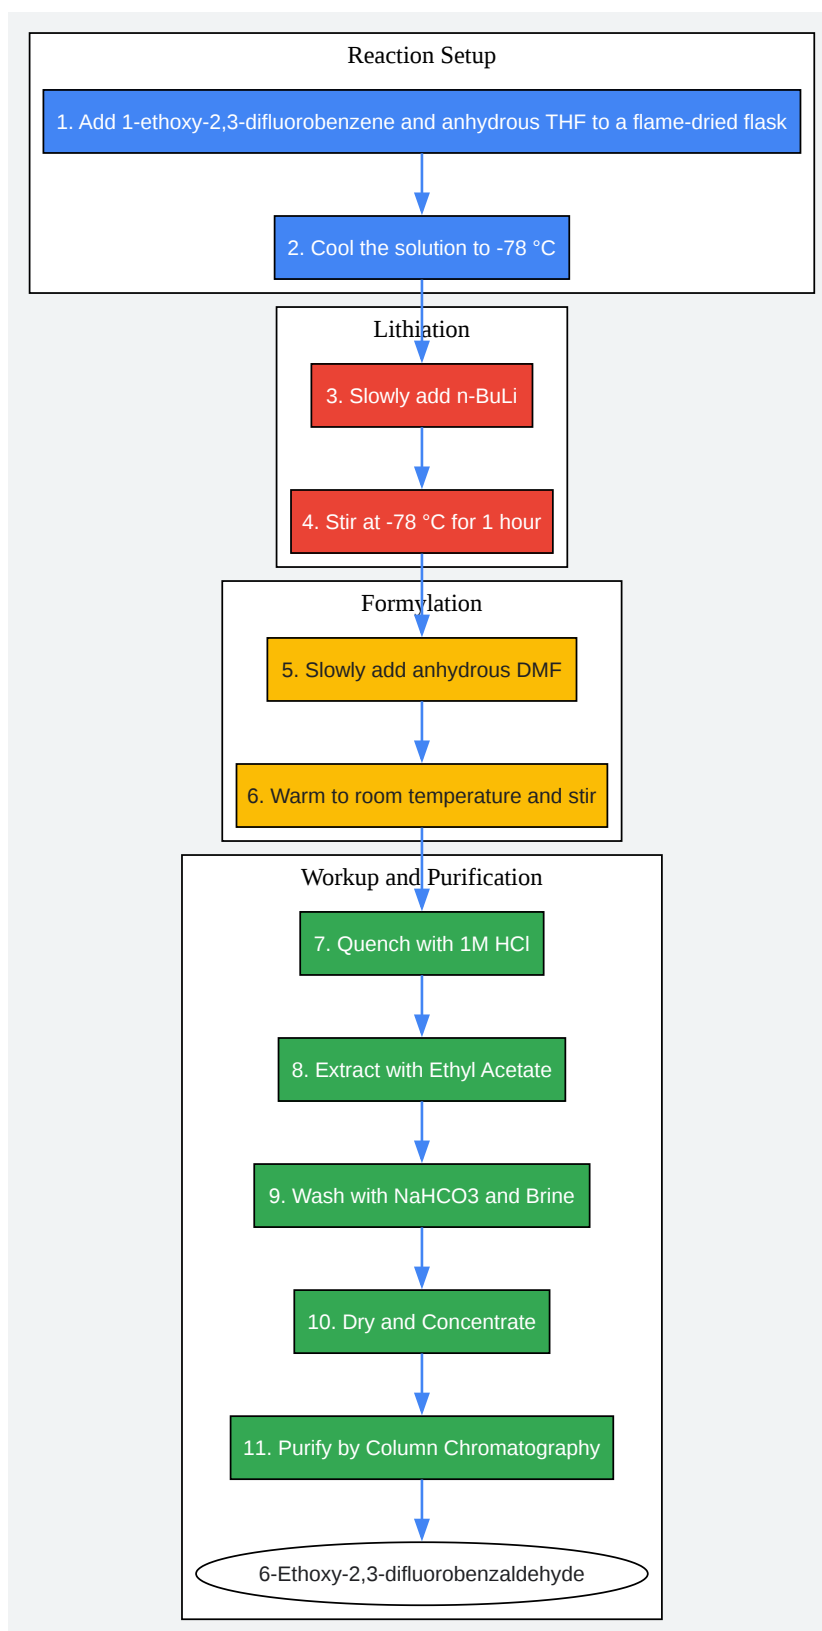 Reaction Setup
1. Add 1-ethoxy-2,3-difluorobenzene and anhydrous THF to a flame-dried flask
2. Cool the solution to -78 °C
Lithiation
3. Slowly add n-BuLi
4. Stir at -78 °C for 1 hour
Formylation
5. Slowly add anhydrous DMF
6. Warm to room temperature and stir
Workup and Purification
7. Quench with 1M HCl
8. Extract with Ethyl Acetate
9. Wash with NaHCO3 and Brine
10. Dry and Concentrate
11. Purify by Column Chromatography
6-Ethoxy-2,3-difluorobenzaldehyde